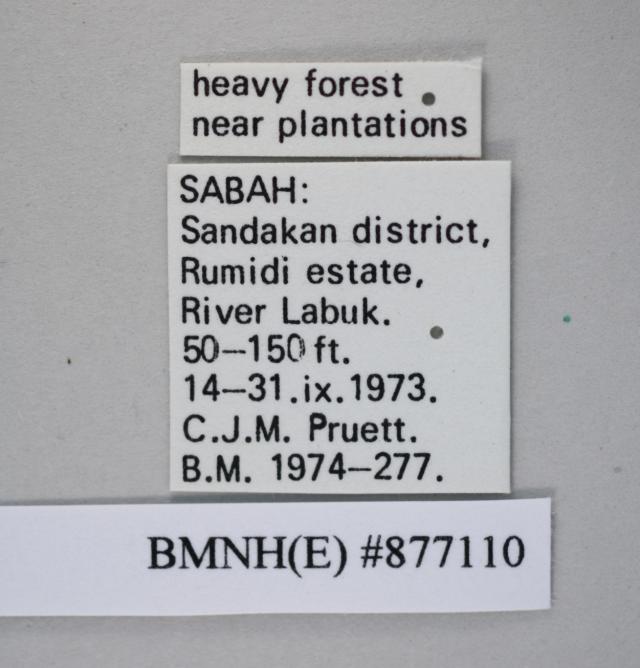 heavy forest
near plantations
SABAH:
Sandakan district,
Rumidi estate,
River Labuk.
50–150 ft.
14–31.ix.1973.
C.J.M. Pruett.
B.M. 1974–277.
BMNH(E) #877110